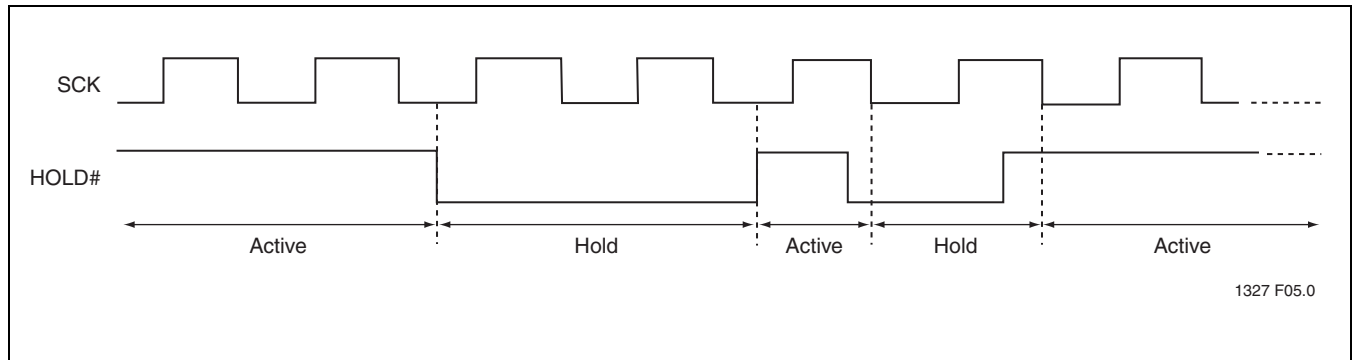 SCK
HOLD#
Active Hold Active Hold Active
1327 F05.0